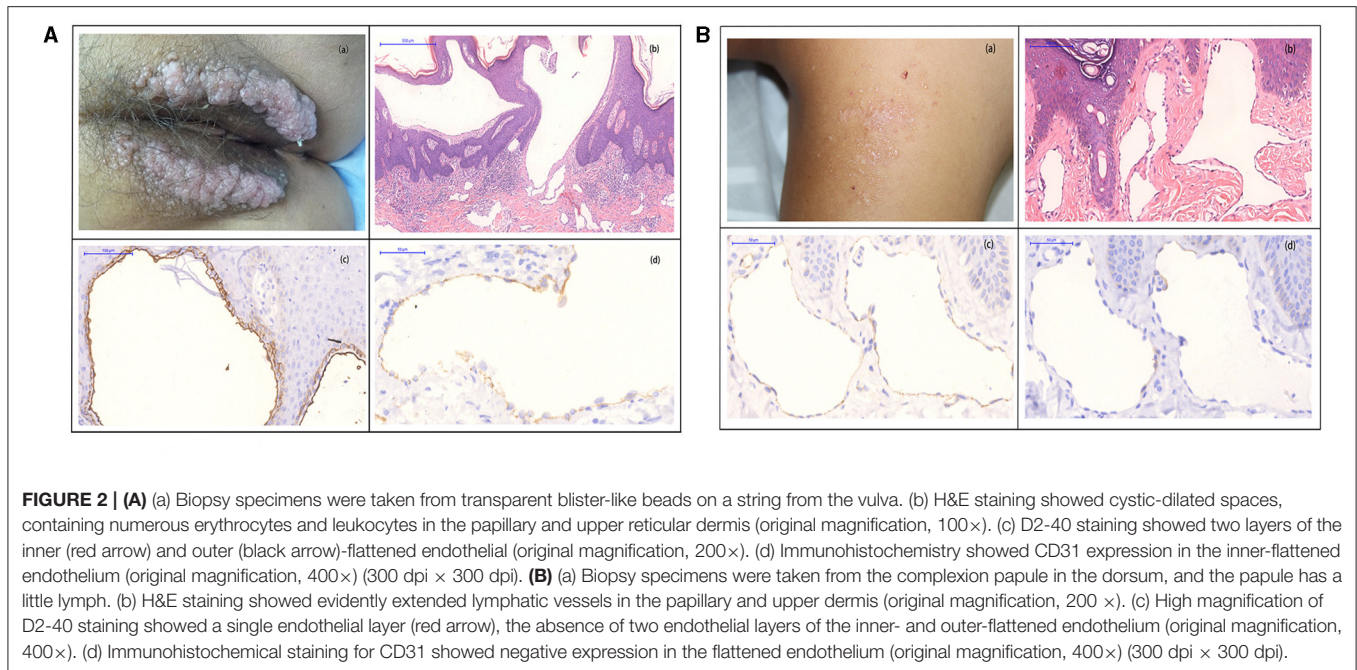 A
B
(a)
500μm
(b)
(a)
(b)
100μm
(c)
50μm
(d)
50μm
(c)
50μm
(d)
FIGURE 2 | (A) (a) Biopsy specimens were taken from transparent blister-like beads on a string from the vulva. (b) H&E staining showed cystic-dilated spaces,
containing numerous erythrocytes and leukocytes in the papillary and upper reticular dermis (original magnification, 100×). (c) D2-40 staining showed two layers of the
inner (red arrow) and outer (black arrow)-flattened endothelial (original magnification, 200×). (d) Immunohistochemistry showed CD31 expression in the inner-flattened
endothelium (original magnification, 400×) (300 dpi × 300 dpi). (B) (a) Biopsy specimens were taken from the complexion papule in the dorsum, and the papule has a
little lymph. (b) H&E staining showed evidently extended lymphatic vessels in the papillary and upper dermis (original magnification, 200 ×). (c) High magnification of
D2-40 staining showed a single endothelial layer (red arrow), the absence of two endothelial layers of the inner- and outer-flattened endothelium (original magnification,
400×). (d) Immunohistochemical staining for CD31 showed negative expression in the flattened endothelium (original magnification, 400×) (300 dpi × 300 dpi).